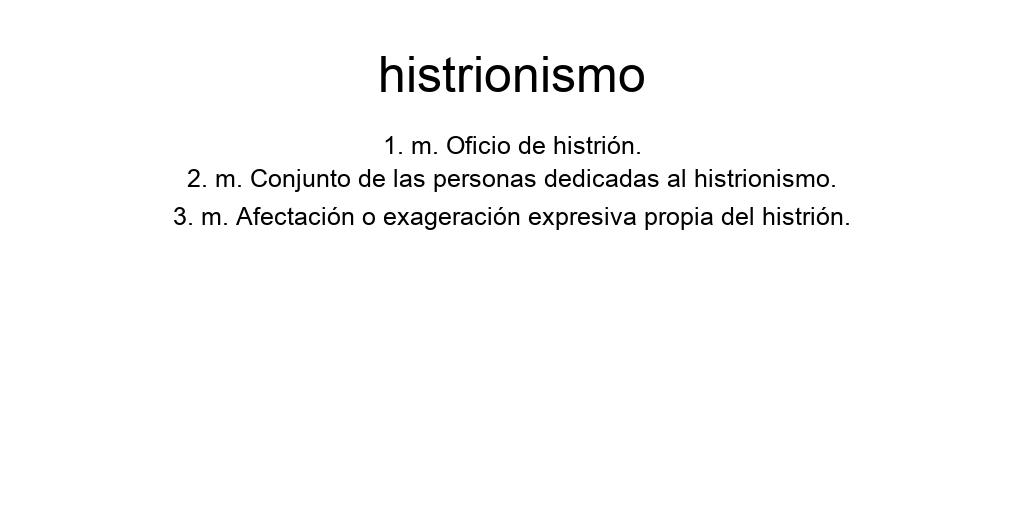 histrionismo
1. m. Oficio de histrión.
2. m. Conjunto de las personas dedicadas al histrionismo.
3. m. Afectación o exageración expresiva propia del histrión.